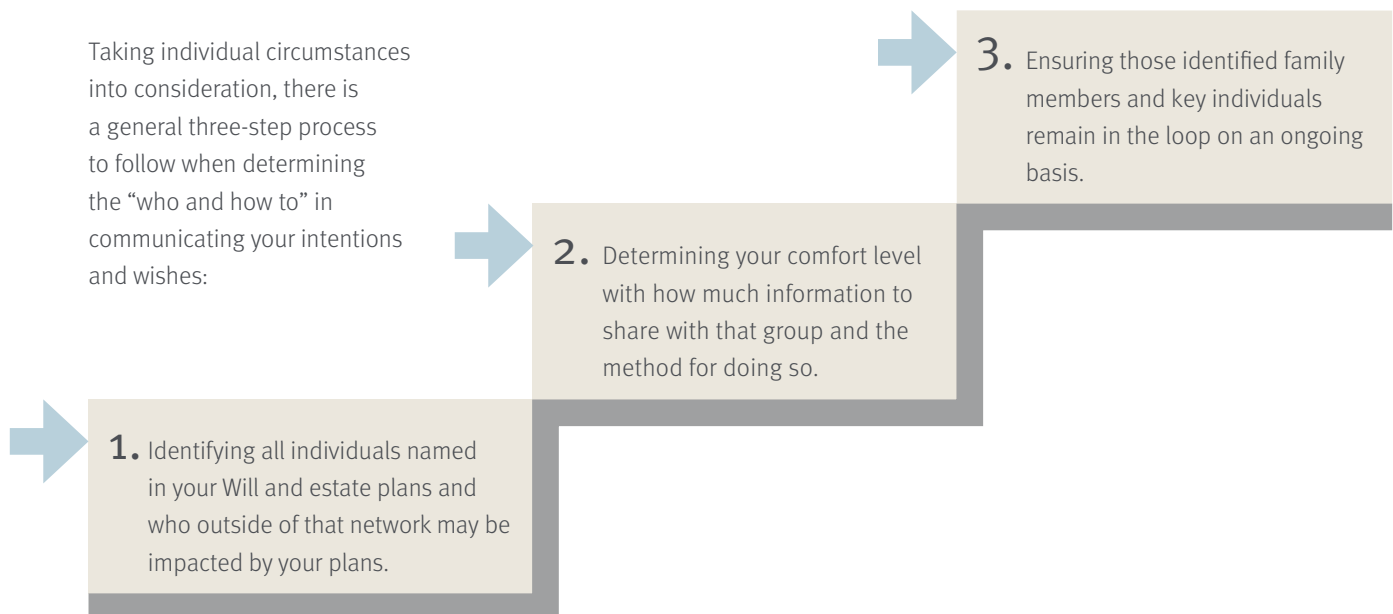 Taking individual circumstances
into consideration, there is
a general three-step process
to follow when determining
the “who and how to” in
communicating your intentions
and wishes:
1. Identifying all individuals named
in your Will and estate plans and
who outside of that network may be
impacted by your plans.
2. Determining your comfort level
with how much information to
share with that group and the
method for doing so.
3. Ensuring those identified family
members and key individuals
remain in the loop on an ongoing
basis.